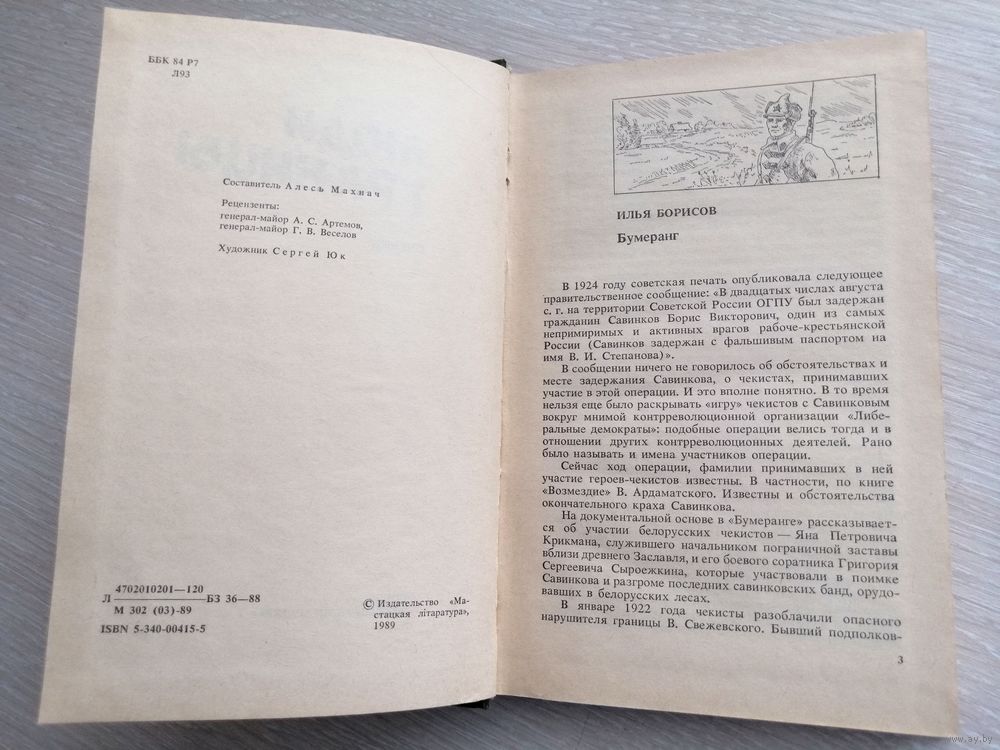 ББК 84 Р7
Л93
Составитель Алесь Махнач
Рецензенты:
генерал-майор А. С. Артемов,
генерал-майор Г. В. Веселов
Художник Сергей Юк
4702010201—120
Л ——— БЗ 36—88
М 302 (03)-89
ISBN 5-340-00415-5
© Издательство «Ма-
стацкая лiтаратура»,
1989
ИЛЬЯ БОРИСОВ
Бумеранг
В 1924 году советская печать опубликовала следующее
правительственное сообщение: «В двадцатых числах августа
с. г. на территории Советской России ОГПУ был задержан
гражданин Савинков Борис Викторович, один из самых
непримиримых и активных врагов рабоче-крестьянской
России (Савинков задержан с фальшивым паспортом на
имя В. И. Степанова)».
В сообщении ничего не говорилось об обстоятельствах и
месте задержания Савинкова, о чекистах, принимавших
участие в этой операции. И это вполне понятно. В то время
нельзя еще было раскрывать «игру» чекистов с Савинковым
вокруг мнимой контрреволюционной организации «Либе-
ральные демократы»: подобные операции велись тогда и в
отношении других контрреволюционных деятелей. Рано
было называть и имена участников операции.
Сейчас ход операции, фамилии принимавших в ней
участие героев-чекистов известны. В частности, по книге
«Возмездие» В. Ардаматского. Известны и обстоятельства
окончательного краха Савинкова.
На документальной основе в «Бумеранге» рассказывает-
ся об участии белорусских чекистов — Яна Петровича
Крикмана, служившего начальником пограничной заставы
вблизи древнего Заславля, и его боевого соратника Григория
Сергеевича Сыроежкина, которые участвовали в поимке
Савинкова и разгроме последних савинковских банд, орудо-
вавших в белорусских лесах.
В январе 1922 года чекисты разоблачили опасного
нарушителя границы В. Свежевского. Бывший подполков-
3
www.ay.by